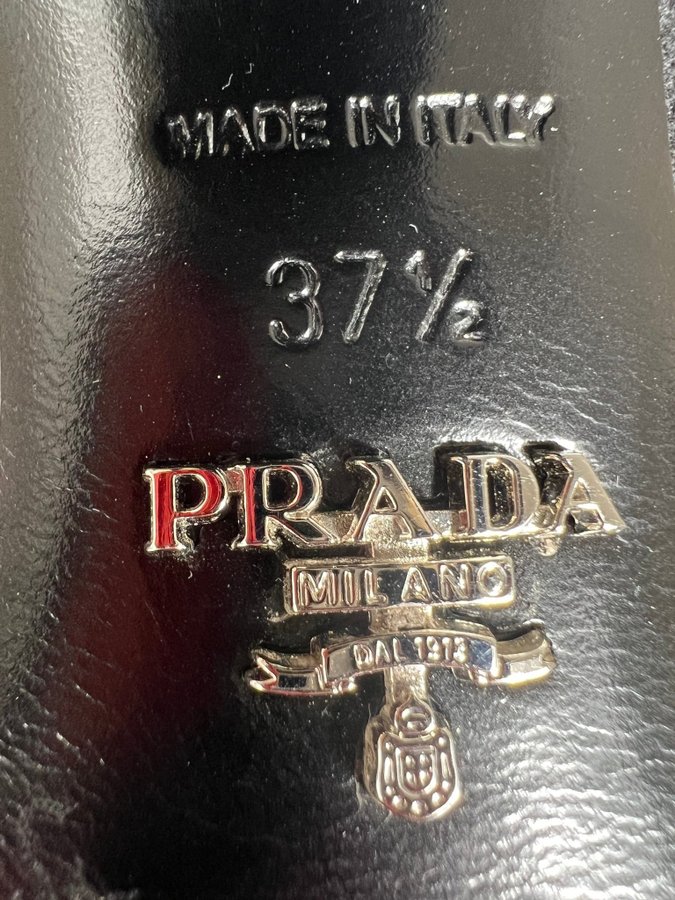 MADE IN ITALY
37½
PRADA
MILANO
DAL 1913